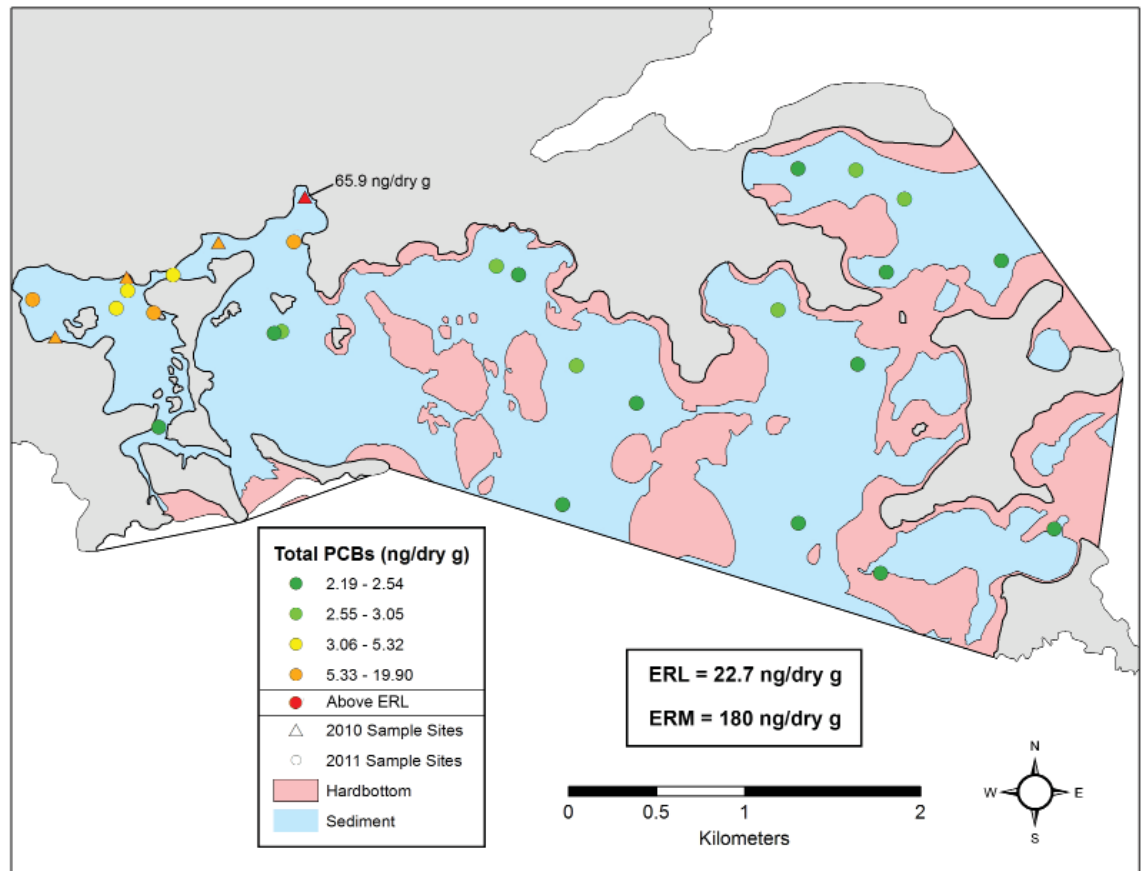 65.9 ng/dry g
Total PCBs (ng/dry g)
2.19 - 2.54
2.55 - 3.05
3.06 - 5.32
5.33 - 19.90
Above ERL
2010 Sample Sites
2011 Sample Sites
Hardbottom
Sediment
ERL = 22.7 ng/dry g
ERM = 180 ng/dry g
0 0.5 1 2
Kilometers
N
W E
S